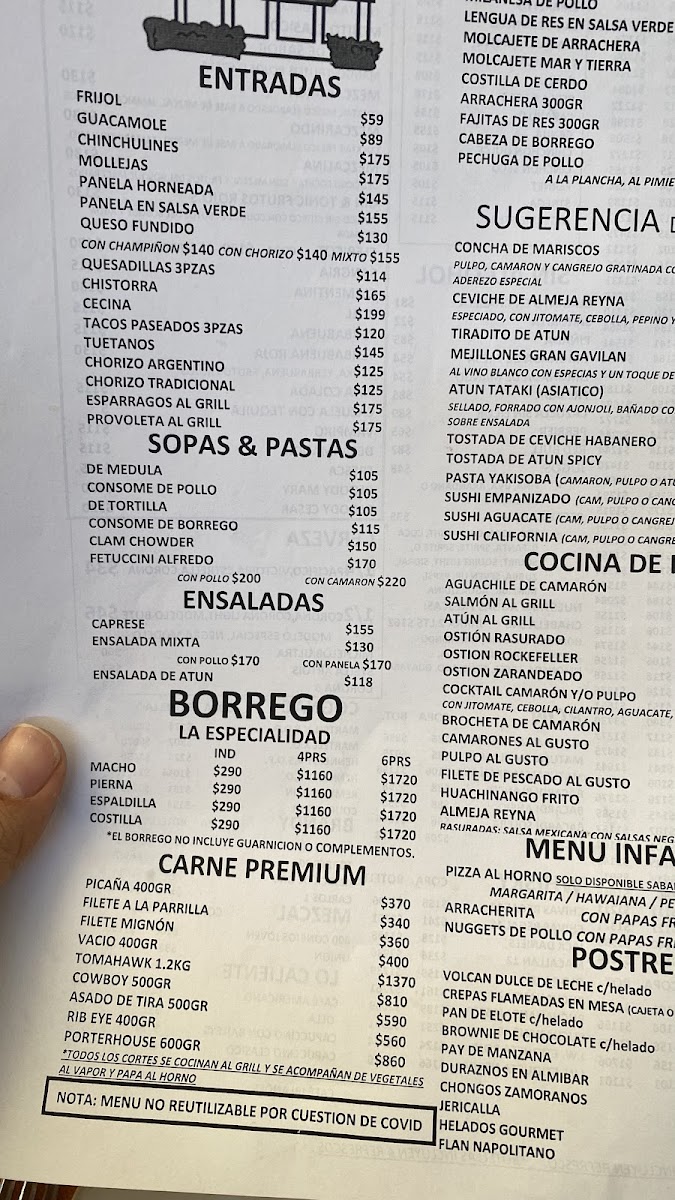 ENTRADAS
FRIJOL $59
GUACAMOLE $89
CHINCHULINES $175
MOLLEJAS $175
PANELA HORNEADA $145
PANELA EN SALSA VERDE $155
QUESO FUNDIDO $130
CON CHAMPIÑON $140 CON CHORIZO $140 MIXTO $155
QUESADILLAS 3PZAS $114
CHISTORRA $165
CECINA $199
TACOS PASEADOS 3PZAS $120
TUETANOS $145
CHORIZO ARGENTINO $125
CHORIZO TRADICIONAL $125
ESPARRAGOS AL GRILL $175
PROVOLETA AL GRILL $175
SOPAS & PASTAS
DE MEDULA $105
CONSOME DE POLLO $105
DE TORTILLA $105
CONSOME DE BORREGO $115
CLAM CHOWDER $150
FETUCCINI ALFREDO $170
CON POLLO $200 CON CAMARON $220
ENSALADAS
CAPRESE $155
ENSALADA MIXTA $130
CON POLLO $170 CON PANELA $170
ENSALADA DE ATUN $118
BORREGO
LA ESPECIALIDAD
IND 4PRS 6PRS
MACHO $290 $1160 $1720
PIERNA $290 $1160 $1720
ESPALDILLA $290 $1160 $1720
COSTILLA $290 $1160 $1720
*EL BORREGO NO INCLUYE GUARNICION O COMPLEMENTOS.
CARNE PREMIUM
PICAÑA 400GR $370
FILETE A LA PARRILLA $340
FILETE MIGNÓN $360
VACIO 400GR $400
TOMAHAWK 1.2KG $1370
COWBOY 500GR $810
ASADO DE TIRA 500GR $590
RIB EYE 400GR $560
PORTERHOUSE 600GR $860
*TODOS LOS CORTES SE COCINAN AL GRILL Y SE ACOMPAÑAN DE VEGETALES
AL VAPOR Y PAPA AL HORNO
NOTA: MENU NO REUTILIZABLE POR CUESTION DE COVID
MILANESA DE POLLO
LENGUA DE RES EN SALSA VERDE
MOLCAJETE DE ARRACHERA
MOLCAJETE MAR Y TIERRA
COSTILLA DE CERDO
ARRACHERA 300GR
FAJITAS DE RES 300GR
CABEZA DE BORREGO
PECHUGA DE POLLO
A LA PLANCHA, AL PIMIE
SUGERENCIA
CONCHA DE MARISCOS
PULPO, CAMARON Y CANGREJO GRATINADA CO
ADEREZO ESPECIAL
CEVICHE DE ALMEJA REYNA
ESPECIADO, CON JITOMATE, CEBOLLA, PEPINO Y
TIRADITO DE ATUN
MEJILLONES GRAN GAVILAN
AL VINO BLANCO CON ESPECIAS Y UN TOQUE DE
ATUN TATAKI (ASIATICO)
SELLADO, FORRADO CON AJONJOLI, BAÑADO CO
SOBRE ENSALADA
TOSTADA DE CEVICHE HABANERO
TOSTADA DE ATUN SPICY
PASTA YAKISOBA (CAMARON, PULPO O ATU
SUSHI EMPANIZADO (CAM, PULPO O CANG
SUSHI AGUACATE (CAM, PULPO O CANGREJ
SUSHI CALIFORNIA (CAM, PULPO O CANGRE
COCINA DE
AGUACHILE DE CAMARÓN
SALMÓN AL GRILL
ATÚN AL GRILL
OSTIÓN RASURADO
OSTION ROCKEFELLER
OSTION ZARANDEADO
COCKTAIL CAMARÓN Y/O PULPO
CON JITOMATE, CEBOLLA, CILANTRO, AGUACATE,
BROCHETA DE CAMARÓN
CAMARONES AL GUSTO
PULPO AL GUSTO
FILETE DE PESCADO AL GUSTO
HUACHINANGO FRITO
ALMEJA REYNA
RASURADAS: SALSA MEXICANA CON SALSAS NEG
MENU INFA
PIZZA AL HORNO SOLO DISPONIBLE SABA
MARGARITA / HAWAIANA / PE
ARRACHERITA CON PAPAS FR
NUGGETS DE POLLO CON PAPAS FRI
POSTRE
VOLCAN DULCE DE LECHE c/helado
CREPAS FLAMEADAS EN MESA (CAJETA O
PAN DE ELOTE c/helado
BROWNIE DE CHOCOLATE c/helado
PAY DE MANZANA
DURAZNOS EN ALMIBAR
CHONGOS ZAMORANOS
JERICALLA
HELADOS GOURMET
FLAN NAPOLITANO